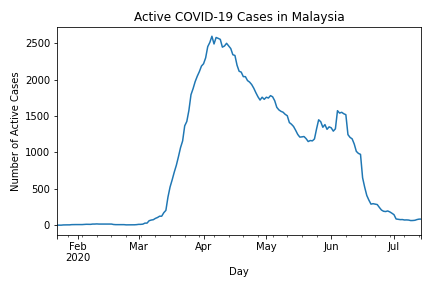 Active COVID-19 Cases in Malaysia
Number of Active Cases
2500
2000
1500
1000
500
0
Feb Mar Apr May Jun Jul
2020
Day